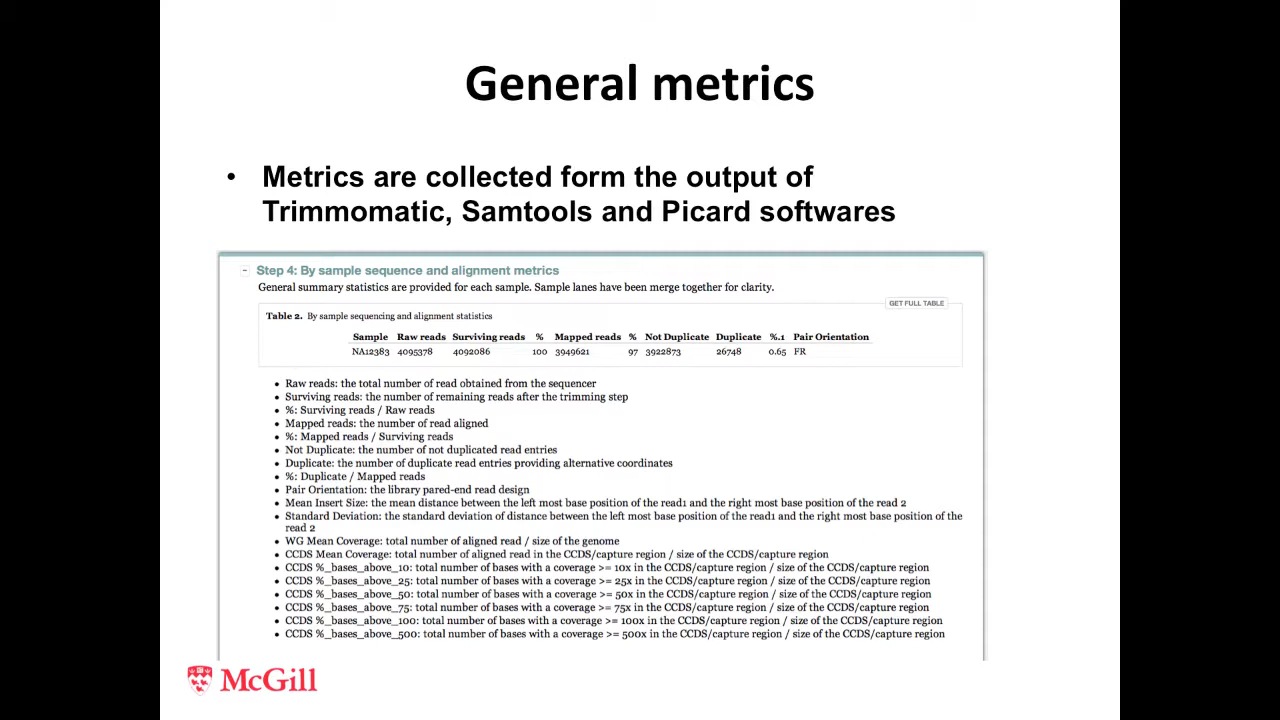 General metrics
• Metrics are collected form the output of
Trimmomatic, Samtools and Picard softwares
− Step 4: By sample sequence and alignment metrics
General summary statistics are provided for each sample. Sample lanes have been merge together for clarity.
GET FULL TABLE
Table 2. By sample sequencing and alignment statistics
Sample Raw reads Surviving reads % Mapped reads % Not Duplicate Duplicate %.1 Pair Orientation
NA12383 4095378 4092086 100 3949621 97 3922873 26748 0.65 FR
• Raw reads: the total number of read obtained from the sequencer
• Surviving reads: the number of remaining reads after the trimming step
• %: Surviving reads / Raw reads
• Mapped reads: the number of read aligned
• %: Mapped reads / Surviving reads
• Not Duplicate: the number of not duplicated read entries
• Duplicate: the number of duplicate read entries providing alternative coordinates
• %: Duplicate / Mapped reads
• Pair Orientation: the library pared-end read design
• Mean Insert Size: the mean distance between the left most base position of the read1 and the right most base position of the read 2
• Standard Deviation: the standard deviation of distance between the left most base position of the read1 and the right most base position of the
read 2
• WG Mean Coverage: total number of aligned read / size of the genome
• CCDS Mean Coverage: total number of aligned read in the CCDS/capture region / size of the CCDS/capture region
• CCDS %_bases_above_10: total number of bases with a coverage >= 10x in the CCDS/capture region / size of the CCDS/capture region
• CCDS %_bases_above_25: total number of bases with a coverage >= 25x in the CCDS/capture region / size of the CCDS/capture region
• CCDS %_bases_above_50: total number of bases with a coverage >= 50x in the CCDS/capture region / size of the CCDS/capture region
• CCDS %_bases_above_75: total number of bases with a coverage >= 75x in the CCDS/capture region / size of the CCDS/capture region
• CCDS %_bases_above_100: total number of bases with a coverage >= 100x in the CCDS/capture region / size of the CCDS/capture region
• CCDS %_bases_above_500: total number of bases with a coverage >= 500x in the CCDS/capture region / size of the CCDS/capture region
McGill